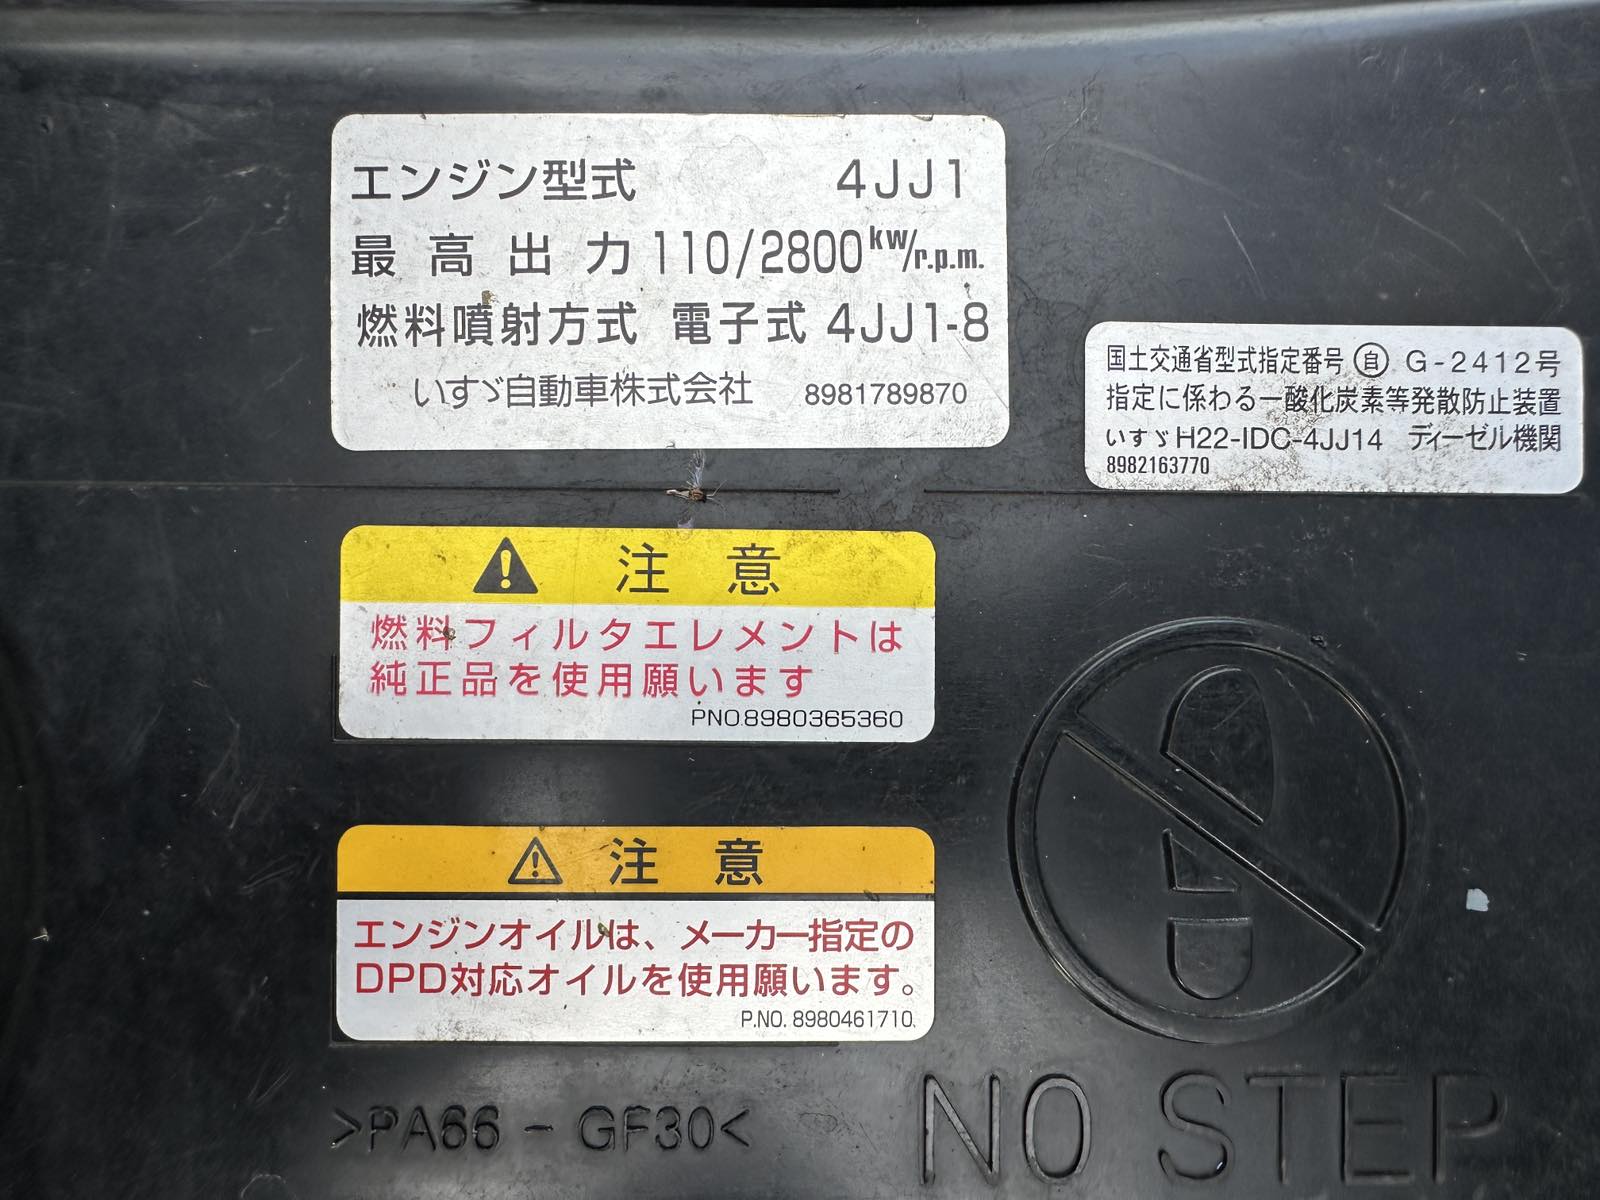 エンジン型式 4JJ1
最高出力 110/2800kW/r.p.m.
燃料噴射方式 電子式 4JJ1-8
いすゞ自動車株式会社 8981789870
国土交通省型式指定番号 自 G-2412号
指定に係わる一酸化炭素等発散防止装置
いすゞH22-IDC-4JJ14 ディーゼル機関
8982163770
注意
燃料フィルタエレメントは
純正品を使用願います
PNO.8980365360
注意
エンジンオイルは、メーカー指定の
DPD対応オイルを使用願います。
P.NO. 8980461710
>PA66-GF30<
NO STEP